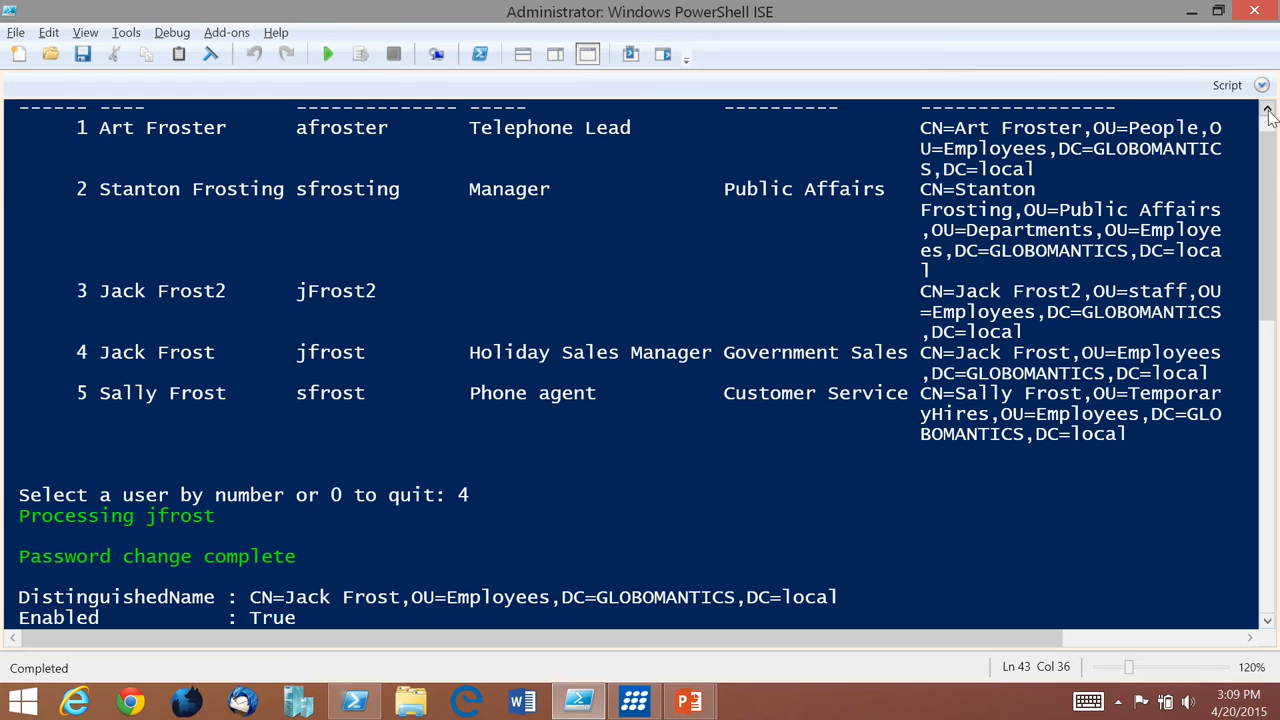 Administrator: Windows PowerShell ISE
File Edit View Tools Debug Add-ons Help
Script
------ ---- -------------- ----- ---------- -----------------
1 Art Froster afroster Telephone Lead CN=Art Froster,OU=People,O
U=Employees,DC=GLOBOMANTIC
S,DC=local
2 Stanton Frosting sfrosting Manager Public Affairs CN=Stanton
Frosting,OU=Public Affairs
,OU=Departments,OU=Employe
es,DC=GLOBOMANTICS,DC=loca
l
3 Jack Frost2 jFrost2 CN=Jack Frost2,OU=staff,OU
=Employees,DC=GLOBOMANTICS
,DC=local
4 Jack Frost jfrost Holiday Sales Manager Government Sales CN=Jack Frost,OU=Employees
,DC=GLOBOMANTICS,DC=local
5 Sally Frost sfrost Phone agent Customer Service CN=Sally Frost,OU=Temporar
yHires,OU=Employees,DC=GLO
BOMANTICS,DC=local
Select a user by number or 0 to quit: 4
Processing jfrost
Password change complete
DistinguishedName : CN=Jack Frost,OU=Employees,DC=GLOBOMANTICS,DC=local
Enabled : True
Completed Ln 43 Col 36 120%
3:09 PM
4/20/2015